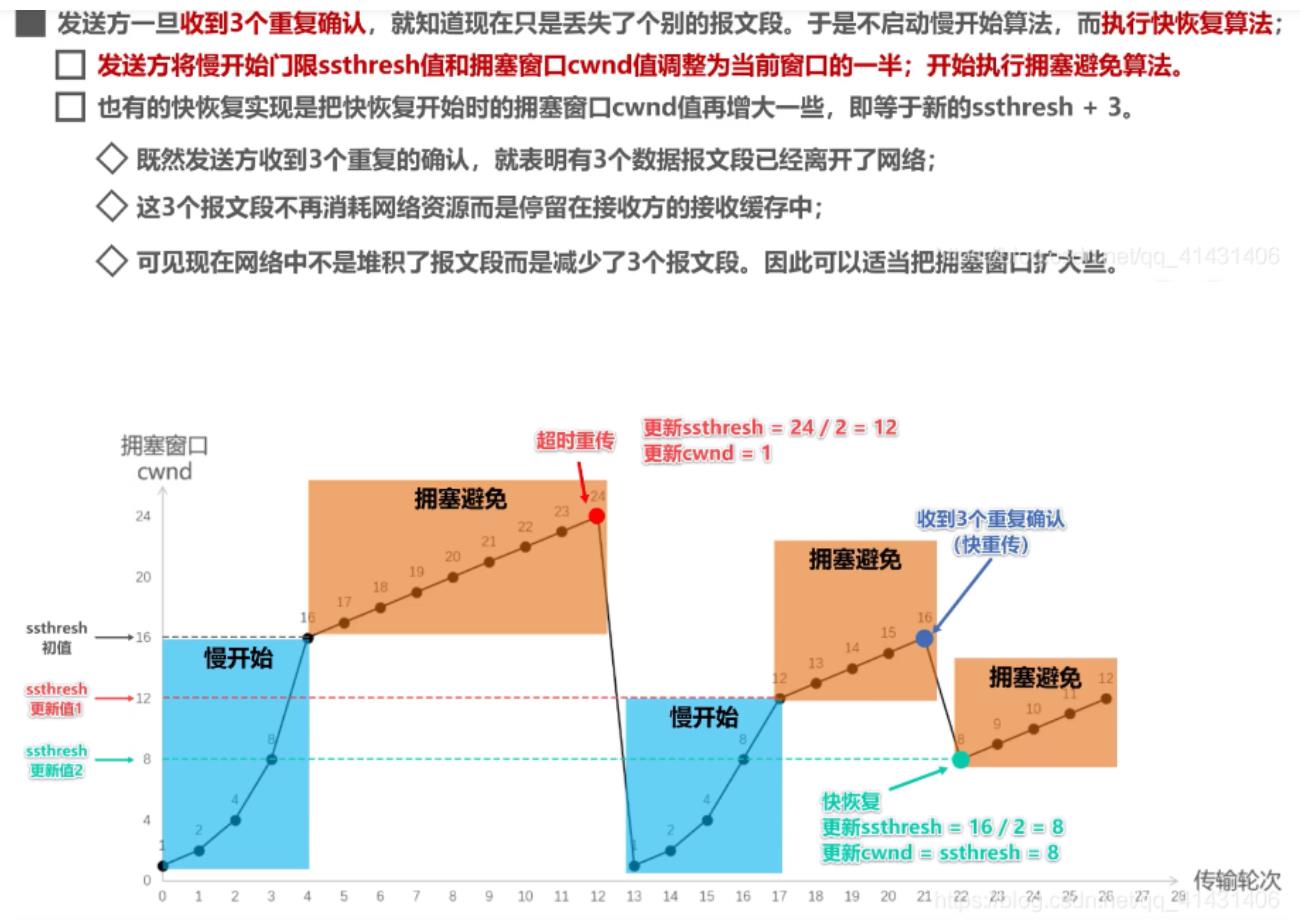 发送方一旦收到3个重复确认，就知道现在只是丢失了个别的报文段。于是不启动慢开始算法，而执行快恢复算法；
发送方将慢开始门限ssthresh值和拥塞窗口cwnd值调整为当前窗口的一半；开始执行拥塞避免算法。
也有的快恢复实现是把快恢复开始时的拥塞窗口cwnd值再增大一些，即等于新的ssthresh + 3。
既然发送方收到3个重复的确认，就表明有3个数据报文段已经离开了网络；
这3个报文段不再消耗网络资源而是停留在接收方的接收缓存中；
可见现在网络中不是堆积了报文段而是减少了3个报文段。因此可以适当把拥塞窗口扩大些。
https://blog.csdn.net/qq_41431406
拥塞窗口
cwnd
超时重传
更新ssthresh = 24 / 2 = 12
更新cwnd = 1
24
20
16
12
8
4
0
ssthresh
初值
ssthresh
更新值1
ssthresh
更新值2
慢开始
1
2
4
8
16
拥塞避免
17
18
19
20
21
22
23
24
慢开始
1
2
4
8
12
拥塞避免
13
14
15
16
收到3个重复确认
（快重传）
拥塞避免
8
9
10
11
12
快恢复
更新ssthresh = 16 / 2 = 8
更新cwnd = ssthresh = 8
0 1 2 3 4 5 6 7 8 9 10 11 12 13 14 15 16 17 18 19 20 21 22 23 24 25 26 27 28
传输轮次
https://blog.csdn.net/qq_41431406